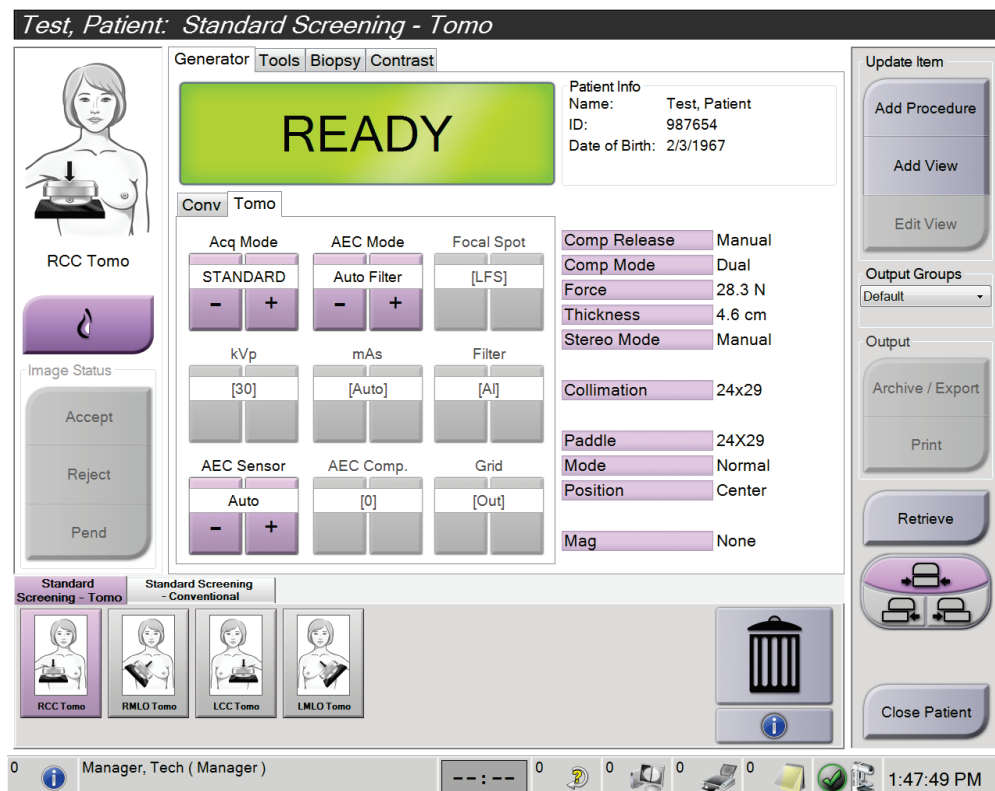 Test, Patient: Standard Screening - Tomo
Generator Tools Biopsy Contrast
READY
Patient Info
Name: Test, Patient
ID: 987654
Date of Birth: 2/3/1967
Update Item
Add Procedure
Add View
Edit View
Output Groups
Default
Output
Archive / Export
Print
Retrieve
Close Patient
RCC Tomo
Image Status
Accept
Reject
Pend
Conv Tomo
Acq Mode AEC Mode Focal Spot
STANDARD Auto Filter [LFS]
- + - +
kVp mAs Filter
[30] [Auto] [Al]
AEC Sensor AEC Comp. Grid
Auto [0] [Out]
- +
Comp Release Manual
Comp Mode Dual
Force 28.3 N
Thickness 4.6 cm
Stereo Mode Manual
Collimation 24x29
Paddle 24X29
Mode Normal
Position Center
Mag None
Standard
Screening - Tomo
Standard Screening
- Conventional
RCC Tomo RMLO Tomo LCC Tomo LMLO Tomo
0 Manager, Tech ( Manager ) --:-- 0 0 0 0 1:47:49 PM